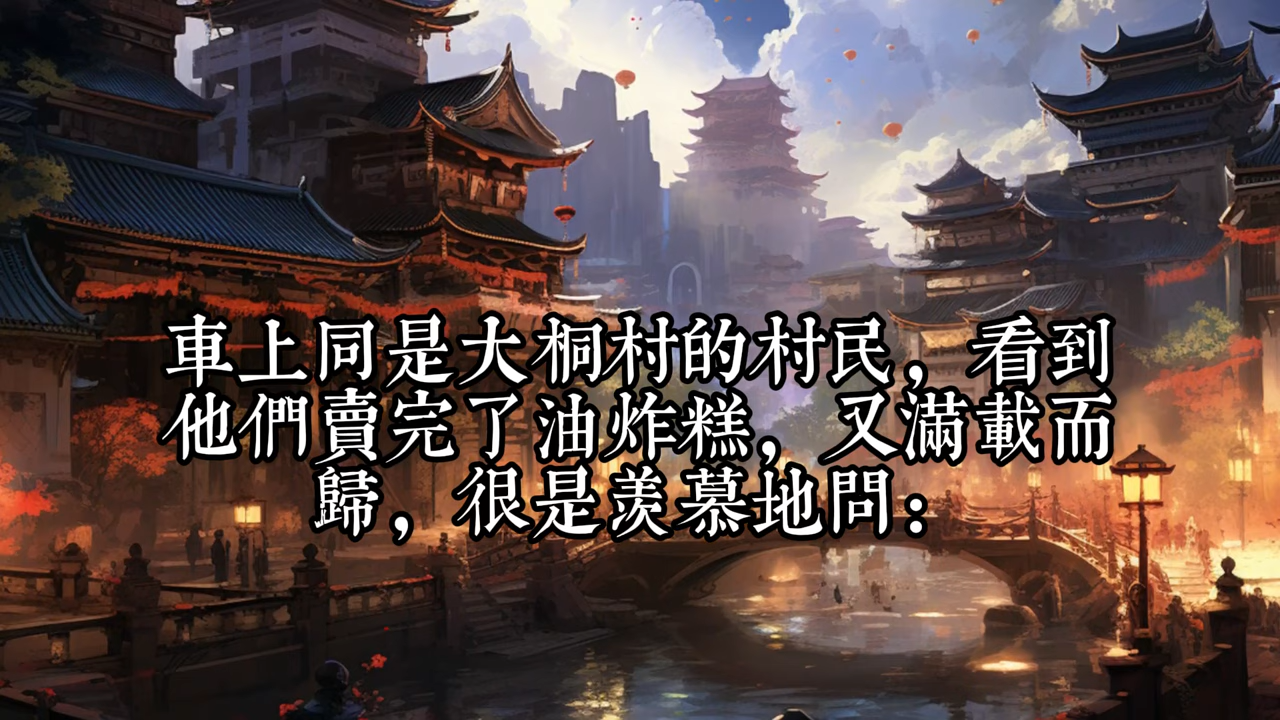 車上同是大桐村的村民，看到
他們賣完了油炸糕，又滿載而
歸，很是羨慕地問：